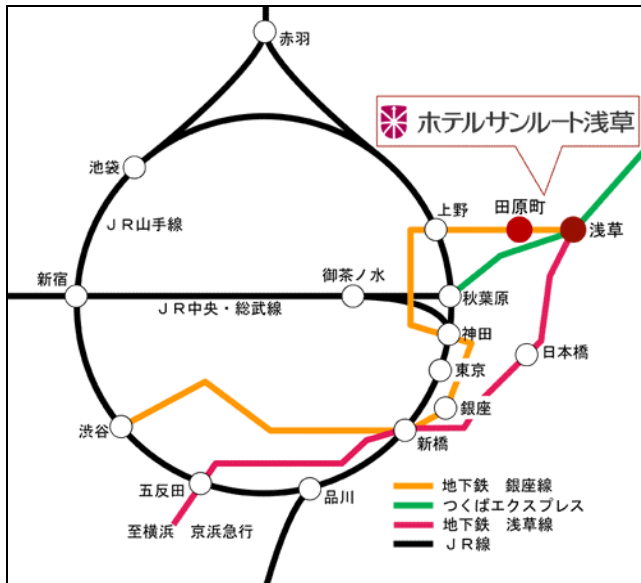 赤羽
ホテルサンルート浅草
池袋
上野
田原町
浅草
JR山手線
新宿
御茶ノ水
秋葉原
JR中央・総武線
神田
日本橋
東京
銀座
渋谷
新橋
五反田
品川
至横浜 京浜急行
地下鉄 銀座線
つくばエクスプレス
地下鉄 浅草線
JR線